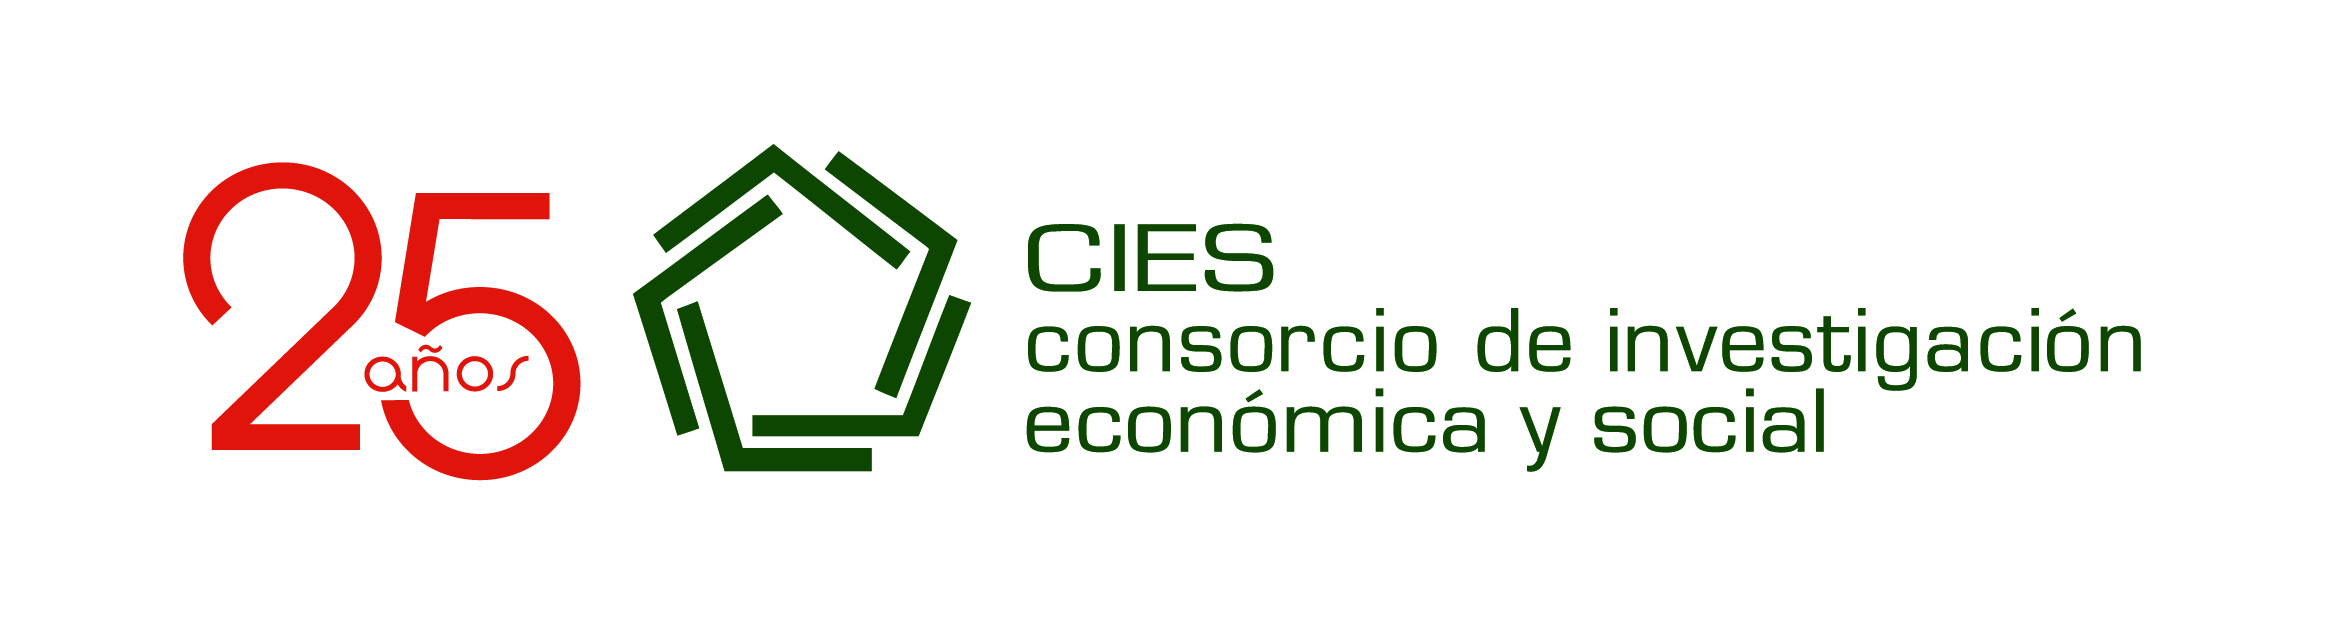 25
años
CIES
consorcio de investigación
económica y social